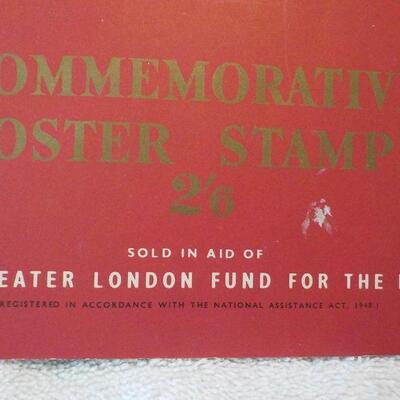 OMMEMORATIV
OSTER STAMP
2/6
SOLD IN AID OF
EATER LONDON FUND FOR THE
REGISTERED IN ACCORDANCE WITH THE NATIONAL ASSISTANCE ACT, 1948)